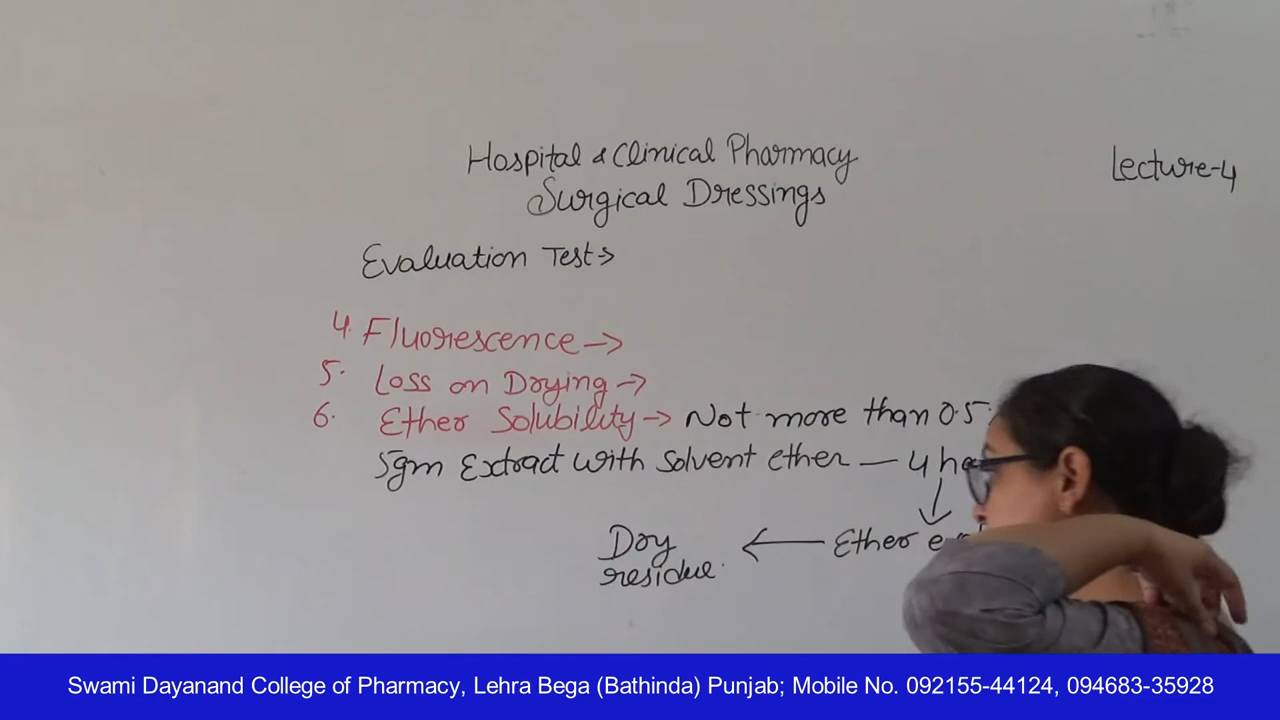 Hospital & Clinical Pharmacy
Lecture-4
Surgical Dressings
Evaluation Test→
4. Fluorescence →
5. Loss on Drying →
6. Ether Solubility → Not more than 0.5
5gm Extract with solvent ether — 4
Ether
Dry
residue.
Swami Dayanand College of Pharmacy, Lehra Bega (Bathinda) Punjab; Mobile No. 092155-44124, 094683-35928